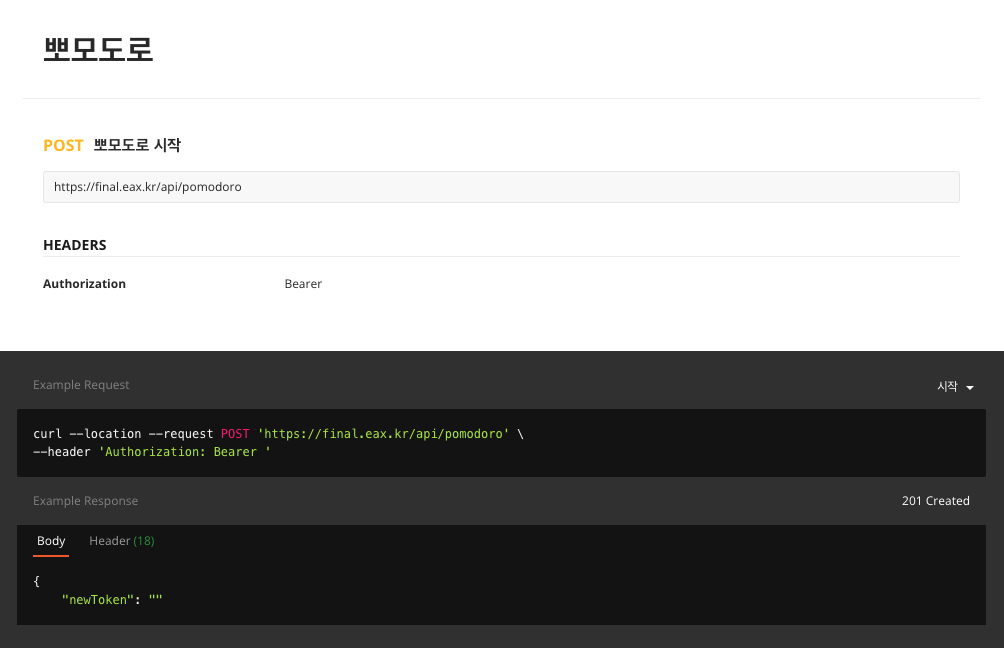 뽀모도로
POST 뽀모도로 시작
https://final.eax.kr/api/pomodoro
HEADERS
Authorization Bearer
Example Request 시작
curl --location --request POST 'https://final.eax.kr/api/pomodoro' \
--header 'Authorization: Bearer '
Example Response 201 Created
Body Header (18)
{
"newToken": ""